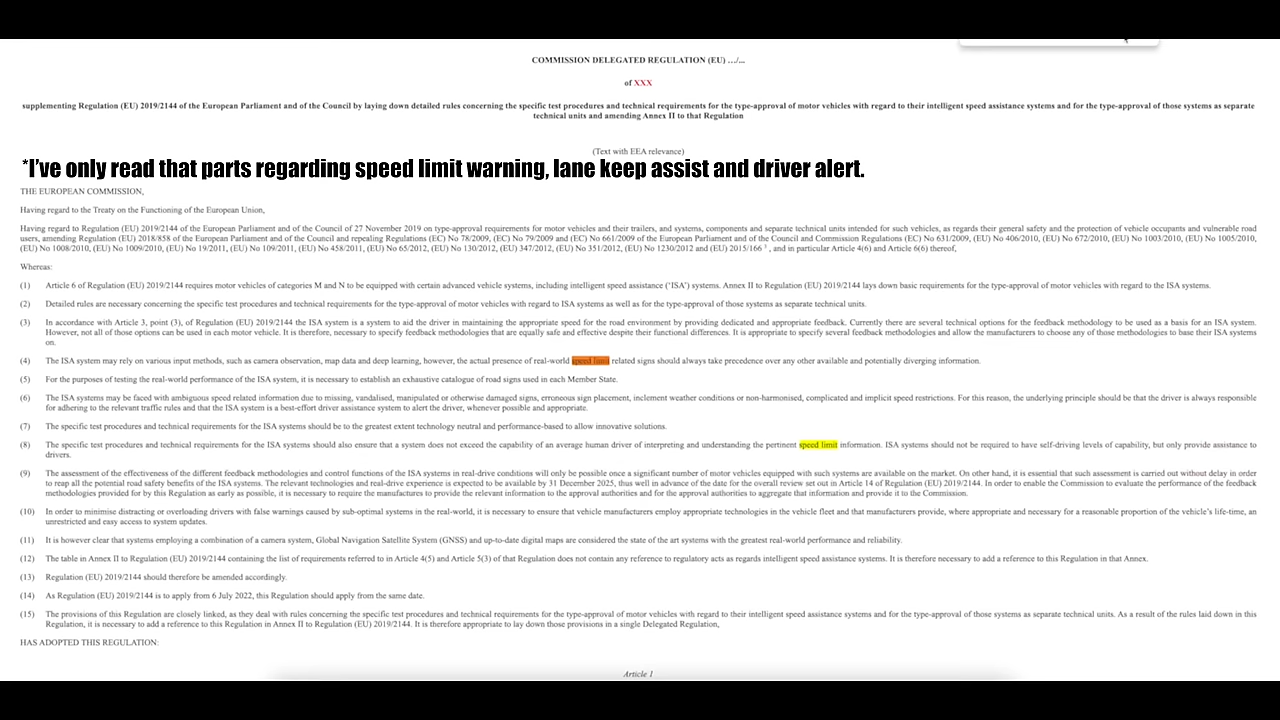 COMMISSION DELEGATED REGULATION (EU) …/...
of XXX
supplementing Regulation (EU) 2019/2144 of the European Parliament and of the Council by laying down detailed rules concerning the specific test procedures and technical requirements for the type-approval of motor vehicles with regard to their intelligent speed assistance systems and for the type-approval of those systems as separate
technical units and amending Annex II to that Regulation
(Text with EEA relevance)
*I've only read that parts regarding speed limit warning, lane keep assist and driver alert.
THE EUROPEAN COMMISSION,
Having regard to the Treaty on the Functioning of the European Union,
Having regard to Regulation (EU) 2019/2144 of the European Parliament and of the Council of 27 November 2019 on type-approval requirements for motor vehicles and their trailers, and systems, components and separate technical units intended for such vehicles, as regards their general safety and the protection of vehicle occupants and vulnerable road
users, amending Regulation (EU) 2018/858 of the European Parliament and of the Council and repealing Regulations (EC) No 78/2009, (EC) No 79/2009 and (EC) No 661/2009 of the European Parliament and of the Council and Commission Regulations (EC) No 631/2009, (EU) No 406/2010, (EU) No 672/2010, (EU) No 1003/2010, (EU) No 1005/2010,
(EU) No 1008/2010, (EU) No 1009/2010, (EU) No 19/2011, (EU) No 109/2011, (EU) No 458/2011, (EU) No 65/2012, (EU) No 130/2012, (EU) No 347/2012, (EU) No 351/2012, (EU) No 1230/2012 and (EU) 2015/166 ³ , and in particular Article 4(6) and Article 6(6) thereof,
Whereas:
(1) Article 6 of Regulation (EU) 2019/2144 requires motor vehicles of categories M and N to be equipped with certain advanced vehicle systems, including intelligent speed assistance ('ISA') systems. Annex II to Regulation (EU) 2019/2144 lays down basic requirements for the type-approval of motor vehicles with regard to the ISA systems.
(2) Detailed rules are necessary concerning the specific test procedures and technical requirements for the type-approval of motor vehicles with regard to ISA systems as well as for the type-approval of those systems as separate technical units.
(3) In accordance with Article 3, point (3), of Regulation (EU) 2019/2144 the ISA system is a system to aid the driver in maintaining the appropriate speed for the road environment by providing dedicated and appropriate feedback. Currently there are several technical options for the feedback methodology to be used as a basis for an ISA system.
However, not all of those options can be used in each motor vehicle. It is, therefore, necessary to specify feedback methodologies that are equally safe and effective despite their functional differences. It is appropriate to specify several feedback methodologies and allow the manufacturers to choose any of those methodologies to base their ISA systems
on.
(4) The ISA system may rely on various input methods, such as camera observation, map data and deep learning, however, the actual presence of real-world speed limit related signs should always take precedence over any other available and potentially diverging information.
(5) For the purposes of testing the real-world performance of the ISA system, it is necessary to establish an exhaustive catalogue of road signs used in each Member State.
(6) The ISA systems may be faced with ambiguous speed related information due to missing, vandalised, manipulated or otherwise damaged signs, erroneous sign placement, inclement weather conditions or non-harmonised, complicated and implicit speed restrictions. For this reason, the underlying principle should be that the driver is always responsible
for adhering to the relevant traffic rules and that the ISA system is a best-effort driver assistance system to alert the driver, whenever possible and appropriate.
(7) The specific test procedures and technical requirements for the ISA systems should be to the greatest extent technology neutral and performance-based to allow innovative solutions.
(8) The specific test procedures and technical requirements for the ISA systems should also ensure that a system does not exceed the capability of an average human driver of interpreting and understanding the pertinent speed limit information. ISA systems should not be required to have self-driving levels of capability, but only provide assistance to
drivers.
(9) The assessment of the effectiveness of the different feedback methodologies and control functions of the ISA systems in real-drive conditions will only be possible once a significant number of motor vehicles equipped with such systems are available on the market. On other hand, it is essential that such assessment is carried out without delay in order
to reap all the potential road safety benefits of the ISA systems. The relevant technologies and real-drive experience is expected to be available by 31 December 2025, thus well in advance of the date for the overall review set out in Article 14 of Regulation (EU) 2019/2144. In order to enable the Commission to evaluate the performance of the feedback
methodologies provided for by this Regulation as early as possible, it is necessary to require the manufacturers to provide the relevant information to the approval authorities and for the approval authorities to aggregate that information and provide it to the Commission.
(10) In order to minimise distracting or overloading drivers with false warnings caused by sub-optimal systems in the real-world, it is necessary to ensure that vehicle manufacturers employ appropriate technologies in the vehicle fleet and that manufacturers provide, where appropriate and necessary for a reasonable proportion of the vehicle's life-time, an
unrestricted and easy access to system updates.
(11) It is however clear that systems employing a combination of a camera system, Global Navigation Satellite System (GNSS) and up-to-date digital maps are considered the state of the art systems with the greatest real-world performance and reliability.
(12) The table in Annex II to Regulation (EU) 2019/2144 containing the list of requirements referred to in Article 4(5) and Article 5(3) of that Regulation does not contain any reference to regulatory acts as regards intelligent speed assistance systems. It is therefore necessary to add a reference to this Regulation in that Annex.
(13) Regulation (EU) 2019/2144 should therefore be amended accordingly.
(14) As Regulation (EU) 2019/2144 is to apply from 6 July 2022, this Regulation should apply from the same date.
(15) The provisions of this Regulation are closely linked, as they deal with rules concerning the specific test procedures and technical requirements for the type-approval of motor vehicles with regard to their intelligent speed assistance systems and for the type-approval of those systems as separate technical units. As a result of the rules laid down in this
Regulation, it is necessary to add a reference to this Regulation in Annex II to Regulation (EU) 2019/2144. It is therefore appropriate to lay down those provisions in a single Delegated Regulation,
HAS ADOPTED THIS REGULATION:
Article 1